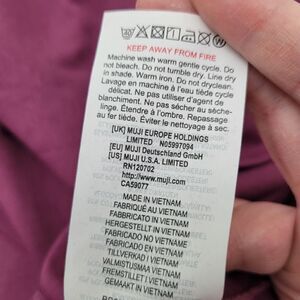 KEEP AWAY FROM FIRE
Machine wash warm gentle cycle. Do
not bleach. Do not tumble dry. Line dry
in shade. Warm iron. Do not dryclean.
Lavage en machine à l'eau tiède cycle
délicat. Ne pas utiliser d'agent de
blanchiment. Ne pas sécher au sèche-
linge. Étendre à l'ombre. Repassage
au fer tiède. Éviter. Nettoyage à sec.
[UK] MUJI EUROPE HOLDINGS
LIMITED N05997094
[EU] MUJI Deutschland GmbH
[US] MUJI U.S.A. LIMITED
RN120702
http://www.muji.com
CA59077
MADE IN VIETNAM
FABRIQUÉ AU VIETNAM
FABBRICATO IN VIETNAM
HERGESTELLT IN VIETNAM
FABRICADO NO VIETNAME
FABRICADO EN VIETNAM
TILLVERKAD I VIETNAM
VALMISTUSMAA VIETNAM
FREMSTILLET I VIETNAM
GEMAAKT IN VIETNAM